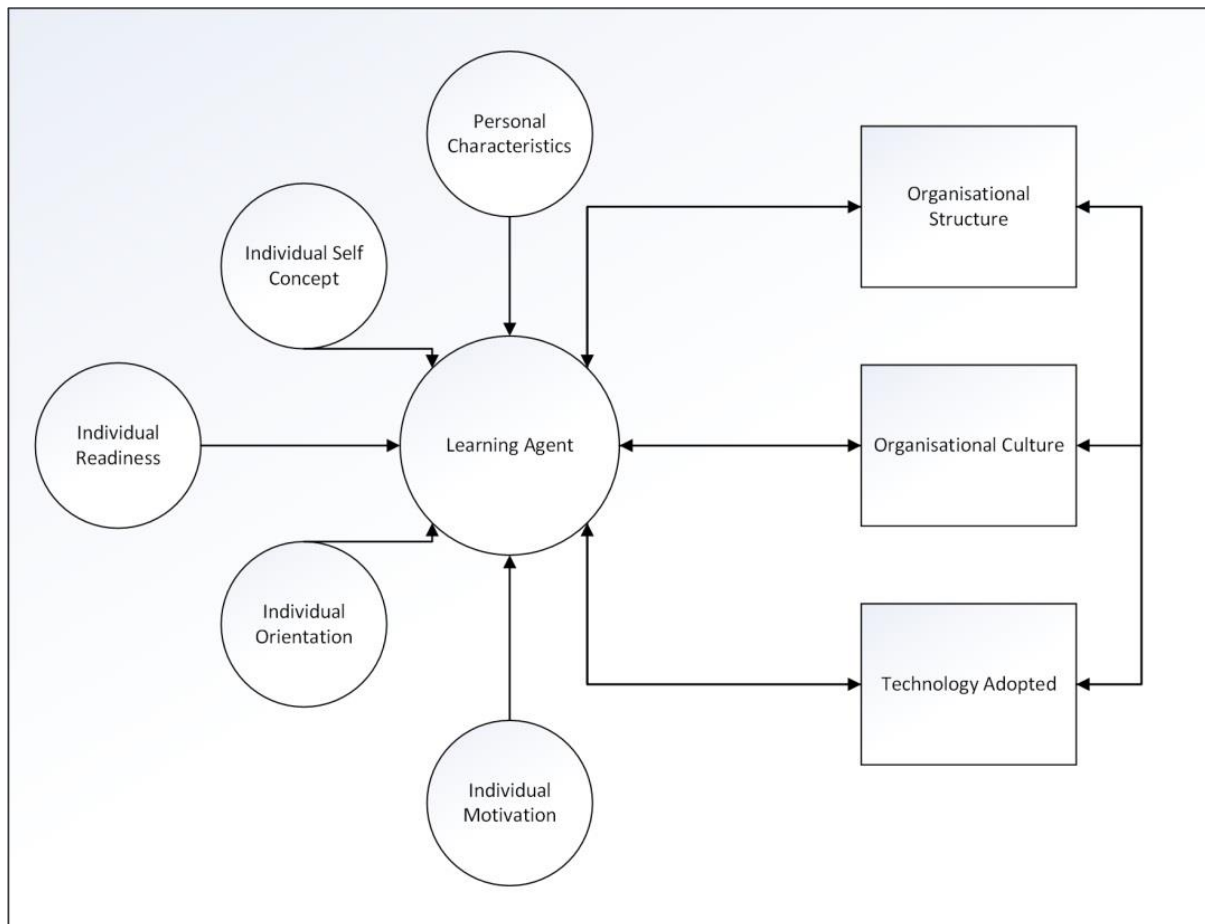 Personal
Characteristics
Organisational
Structure
Individual Self
Concept
Individual
Readiness
Learning Agent
Organisational Culture
Individual
Orientation
Technology Adopted
Individual
Motivation